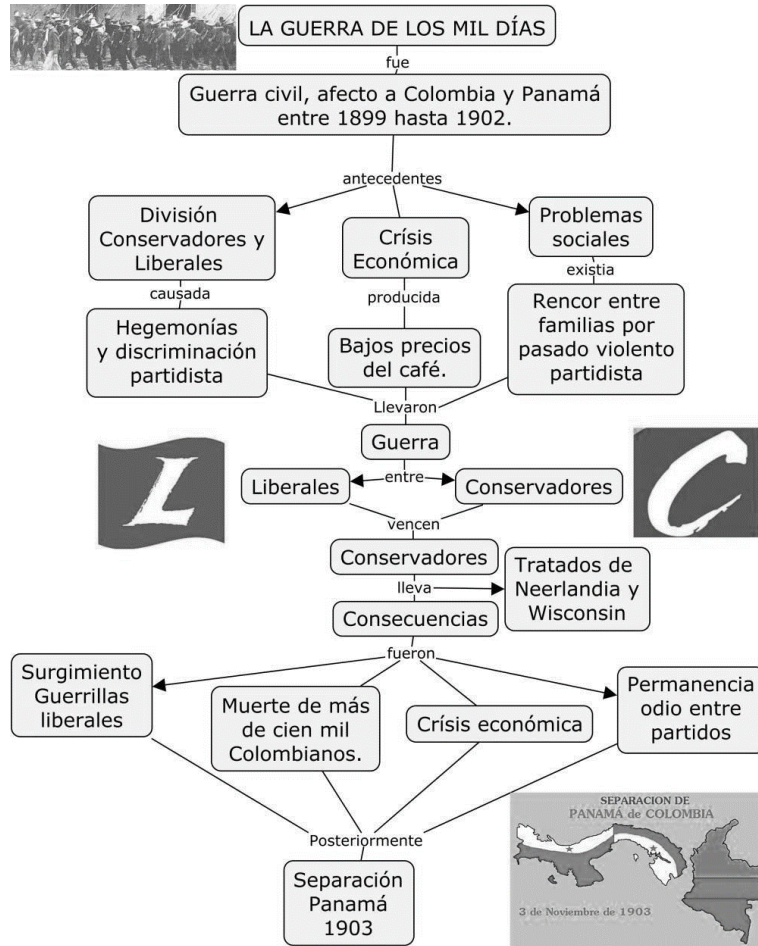 LA GUERRA DE LOS MIL DÍAS
fue
Guerra civil, afecto a Colombia y Panamá
entre 1899 hasta 1902.
antecedentes
División
Conservadores y
Liberales
Crísis
Económica
Problemas
sociales
causada
producida
existia
Hegemonías
y discriminación
partidista
Bajos precios
del café.
Rencor entre
familias por
pasado violento
partidista
Llevaron
Guerra
L
C
entre
Liberales
Conservadores
vencen
Conservadores
lleva
Tratados de
Neerlandia y
Wisconsin
Consecuencias
fueron
Surgimiento
Guerrillas
liberales
Muerte de más
de cien mil
Colombianos.
Crísis económica
Permanencia
odio entre
partidos
Posteriormente
Separación
Panamá
1903
SEPARACION DE
PANAMÁ de COLOMBIA
3 de Noviembre de 1903